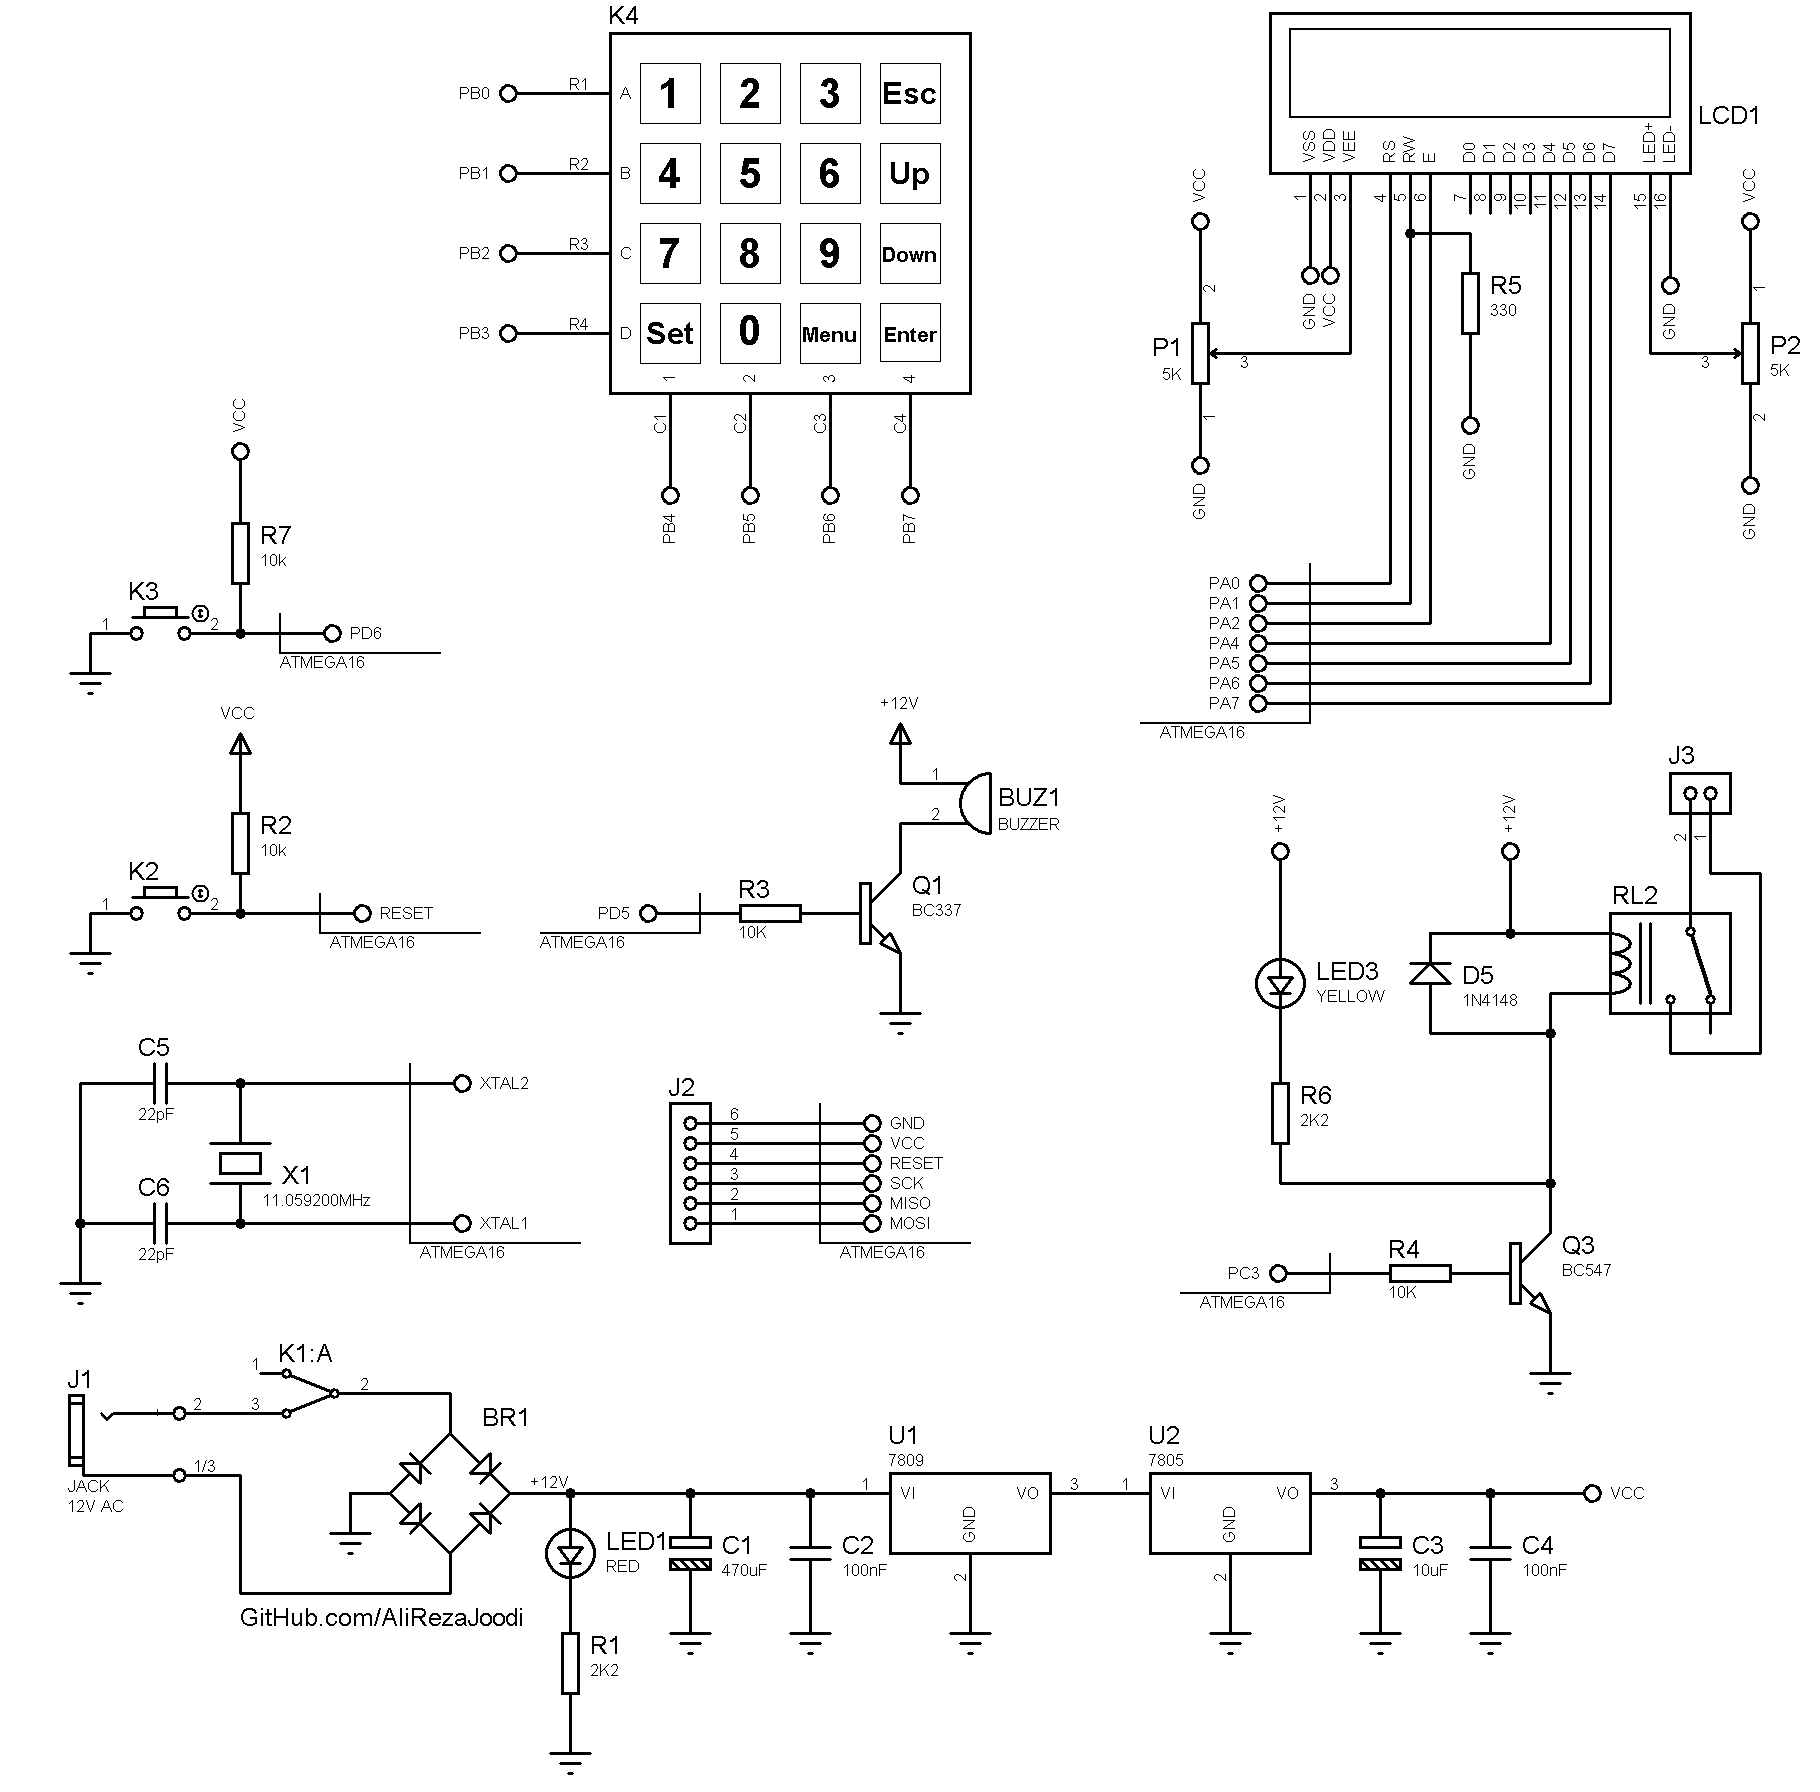 K4
PB0 R1 A 1 2 3 Esc
PB1 R2 B 4 5 6 Up
PB2 R3 C 7 8 9 Down
PB3 R4 D Set 0 Menu Enter
1 2 3 4
C1 C2 C3 C4
PB4 PB5 PB6 PB7
LCD1
VSS VDD VEE RS RW E D0 D1 D2 D3 D4 D5 D6 D7 LED+ LED-
1 2 3 4 5 6 7 8 9 10 11 12 13 14 15 16
VCC
2
P1
5K
3
1
GND
GND
VCC
R5
330
GND
GND
VCC
1
P2
5K
3
2
GND
PA0
PA1
PA2
PA4
PA5
PA6
PA7
ATMEGA16
VCC
R7
10k
K3
1 2
PD6
ATMEGA16
VCC
R2
10k
K2
1 2
RESET
ATMEGA16
+12V
1
2
BUZ1
BUZZER
PD5
ATMEGA16
R3
10K
Q1
BC337
J3
2 1
+12V
+12V
RL2
LED3
YELLOW
D5
1N4148
R6
2K2
PC3
ATMEGA16
R4
10K
Q3
BC547
C5
22pF
XTAL2
X1
11.059200MHz
C6
22pF
XTAL1
ATMEGA16
J2
6 GND
5 VCC
4 RESET
3 SCK
2 MISO
1 MOSI
ATMEGA16
J1
JACK
12V AC
2
1/3
K1:A
1
3
2
BR1
GitHub.com/AliRezaJoodi
+12V
LED1
RED
R1
2K2
C1
470uF
C2
100nF
U1
7809
1 VI VO 3
GND
2
U2
7805
1 VI VO 3
GND
2
C3
10uF
C4
100nF
VCC